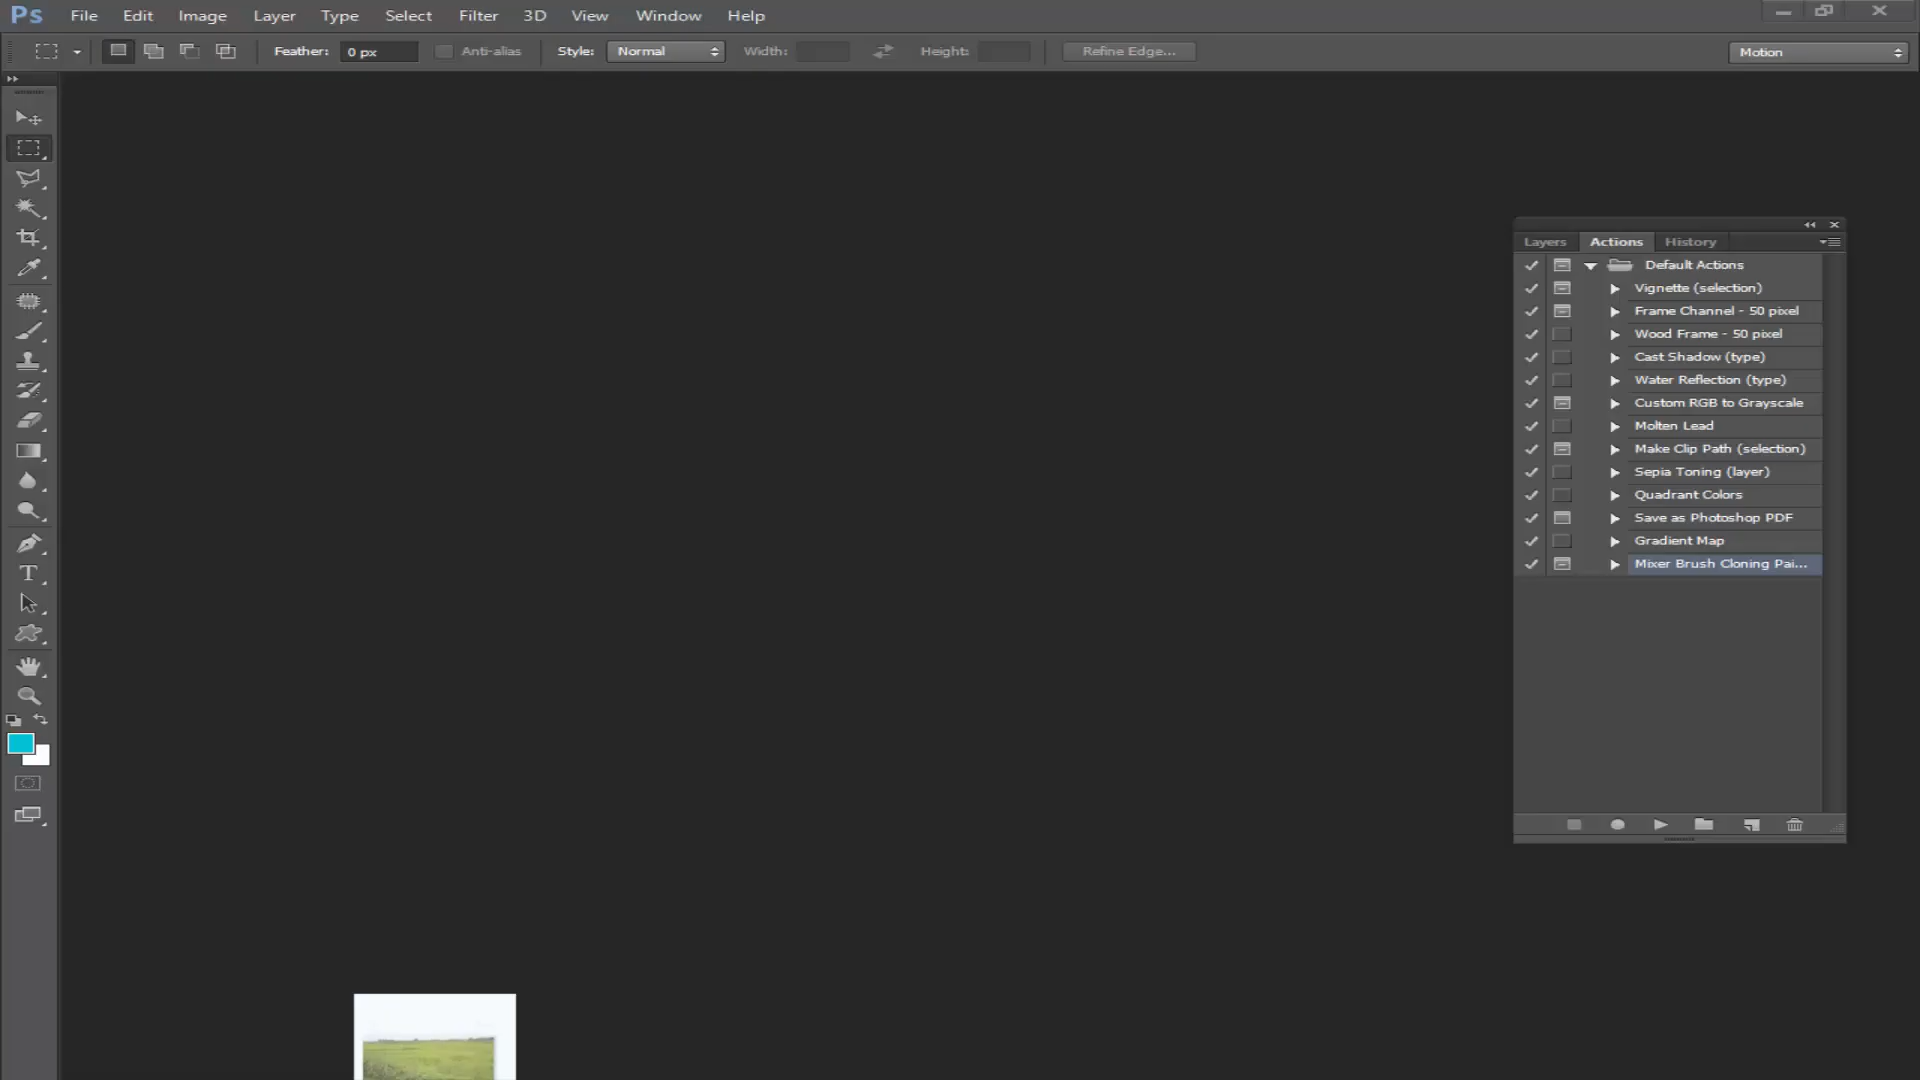 Ps File Edit Image Layer Type Select Filter 3D View Window Help
Feather: 0 px Anti-alias Style: Normal Width: Height: Refine Edge... Motion
Layers Actions History
Default Actions
Vignette (selection)
Frame Channel - 50 pixel
Wood Frame - 50 pixel
Cast Shadow (type)
Water Reflection (type)
Custom RGB to Grayscale
Molten Lead
Make Clip Path (selection)
Sepia Toning (layer)
Quadrant Colors
Save as Photoshop PDF
Gradient Map
Mixer Brush Cloning Pai...